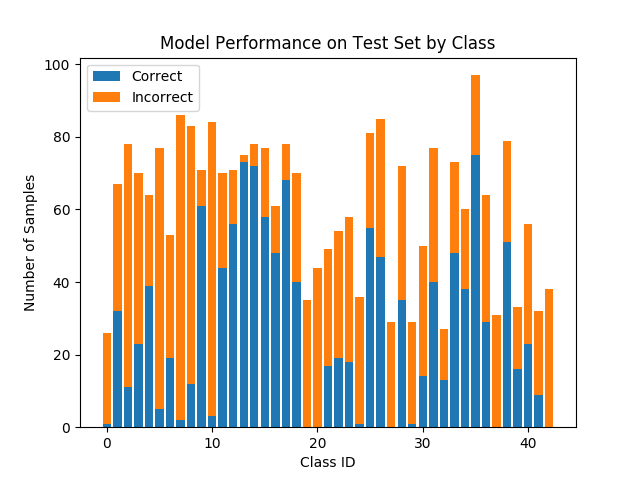 Model Performance on Test Set by Class
Correct
Incorrect
100
80
60
40
20
0
Number of Samples
0 10 20 30 40
Class ID